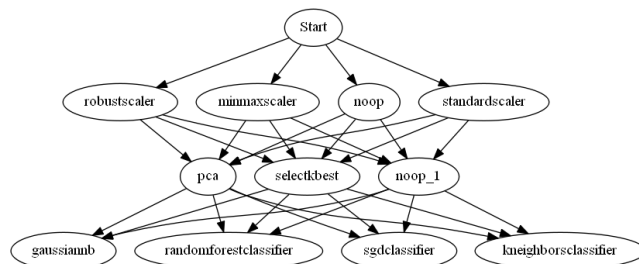 Start
robustscaler minmaxscaler noop standardscaler
pca selectkbest noop_1
gaussiannb randomforestclassifier sgdclassifier kneighborsclassifier